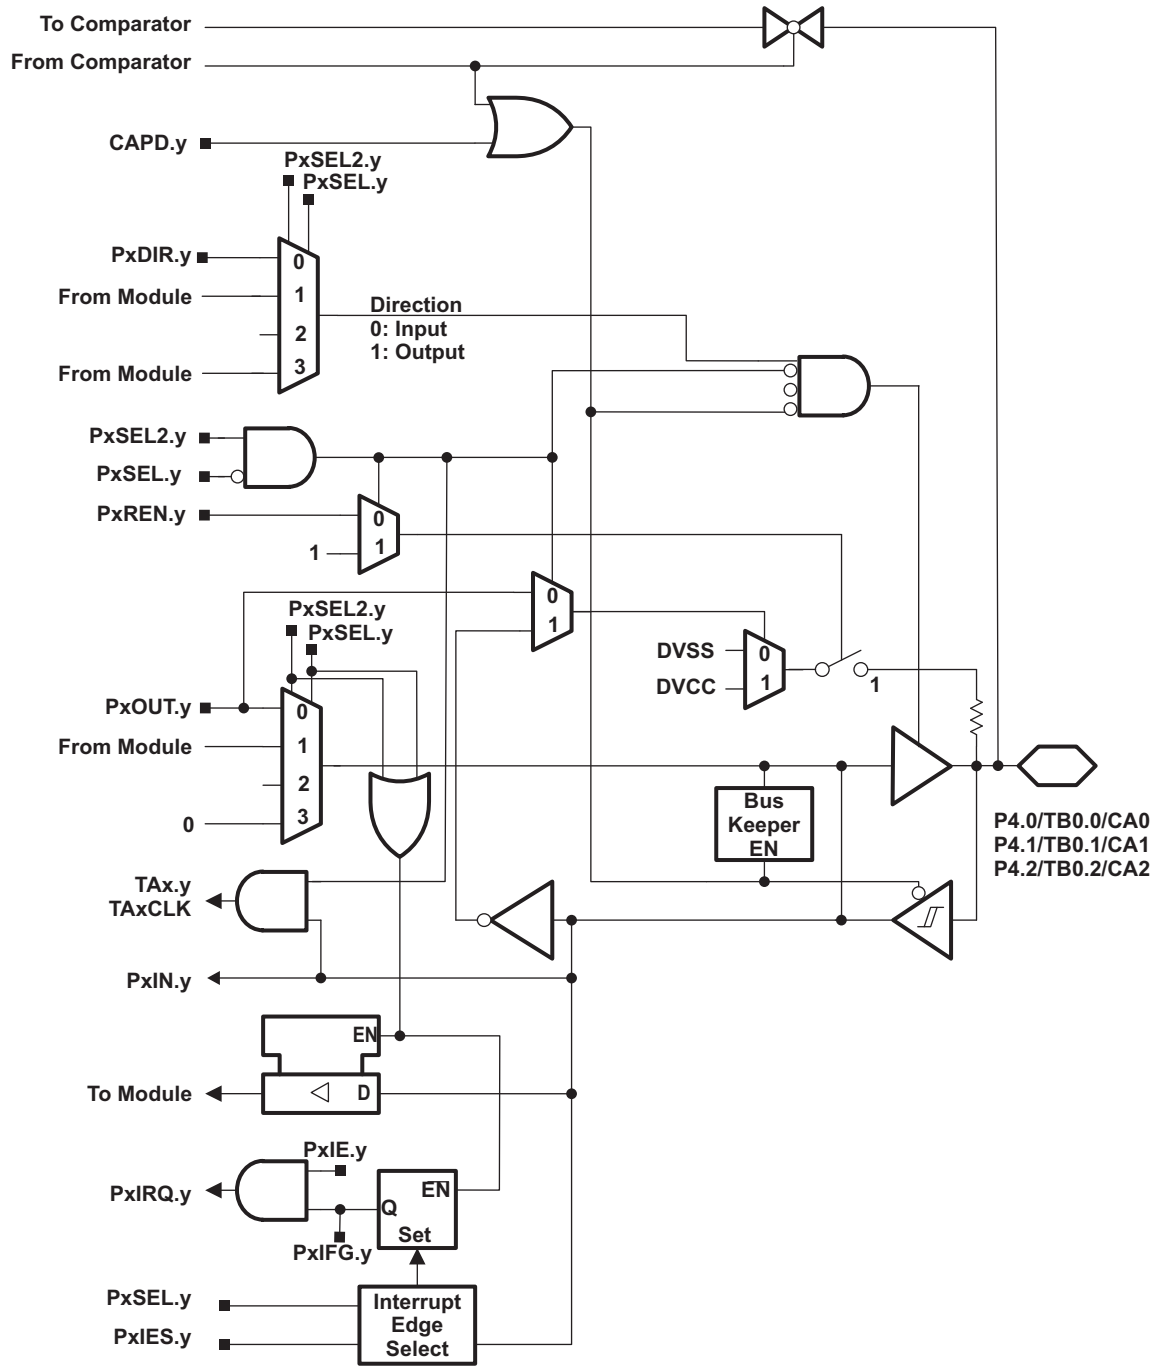 To Comparator
From Comparator
CAPD.y
PxSEL2.y
PxSEL.y
PxDIR.y
0
From Module
1
2
From Module
3
Direction
0: Input
1: Output
PxSEL2.y
PxSEL.y
PxREN.y
0
1
1
0
1
PxSEL2.y
PxSEL.y
DVSS
0
DVCC
1
1
PxOUT.y
0
From Module
1
2
0
3
Bus
Keeper
EN
P4.0/TB0.0/CA0
P4.1/TB0.1/CA1
P4.2/TB0.2/CA2
TAx.y
TAxCLK
PxIN.y
EN
To Module
D
PxIE.y
PxIRQ.y
EN
Q
Set
PxIFG.y
PxSEL.y
PxIES.y
Interrupt
Edge
Select